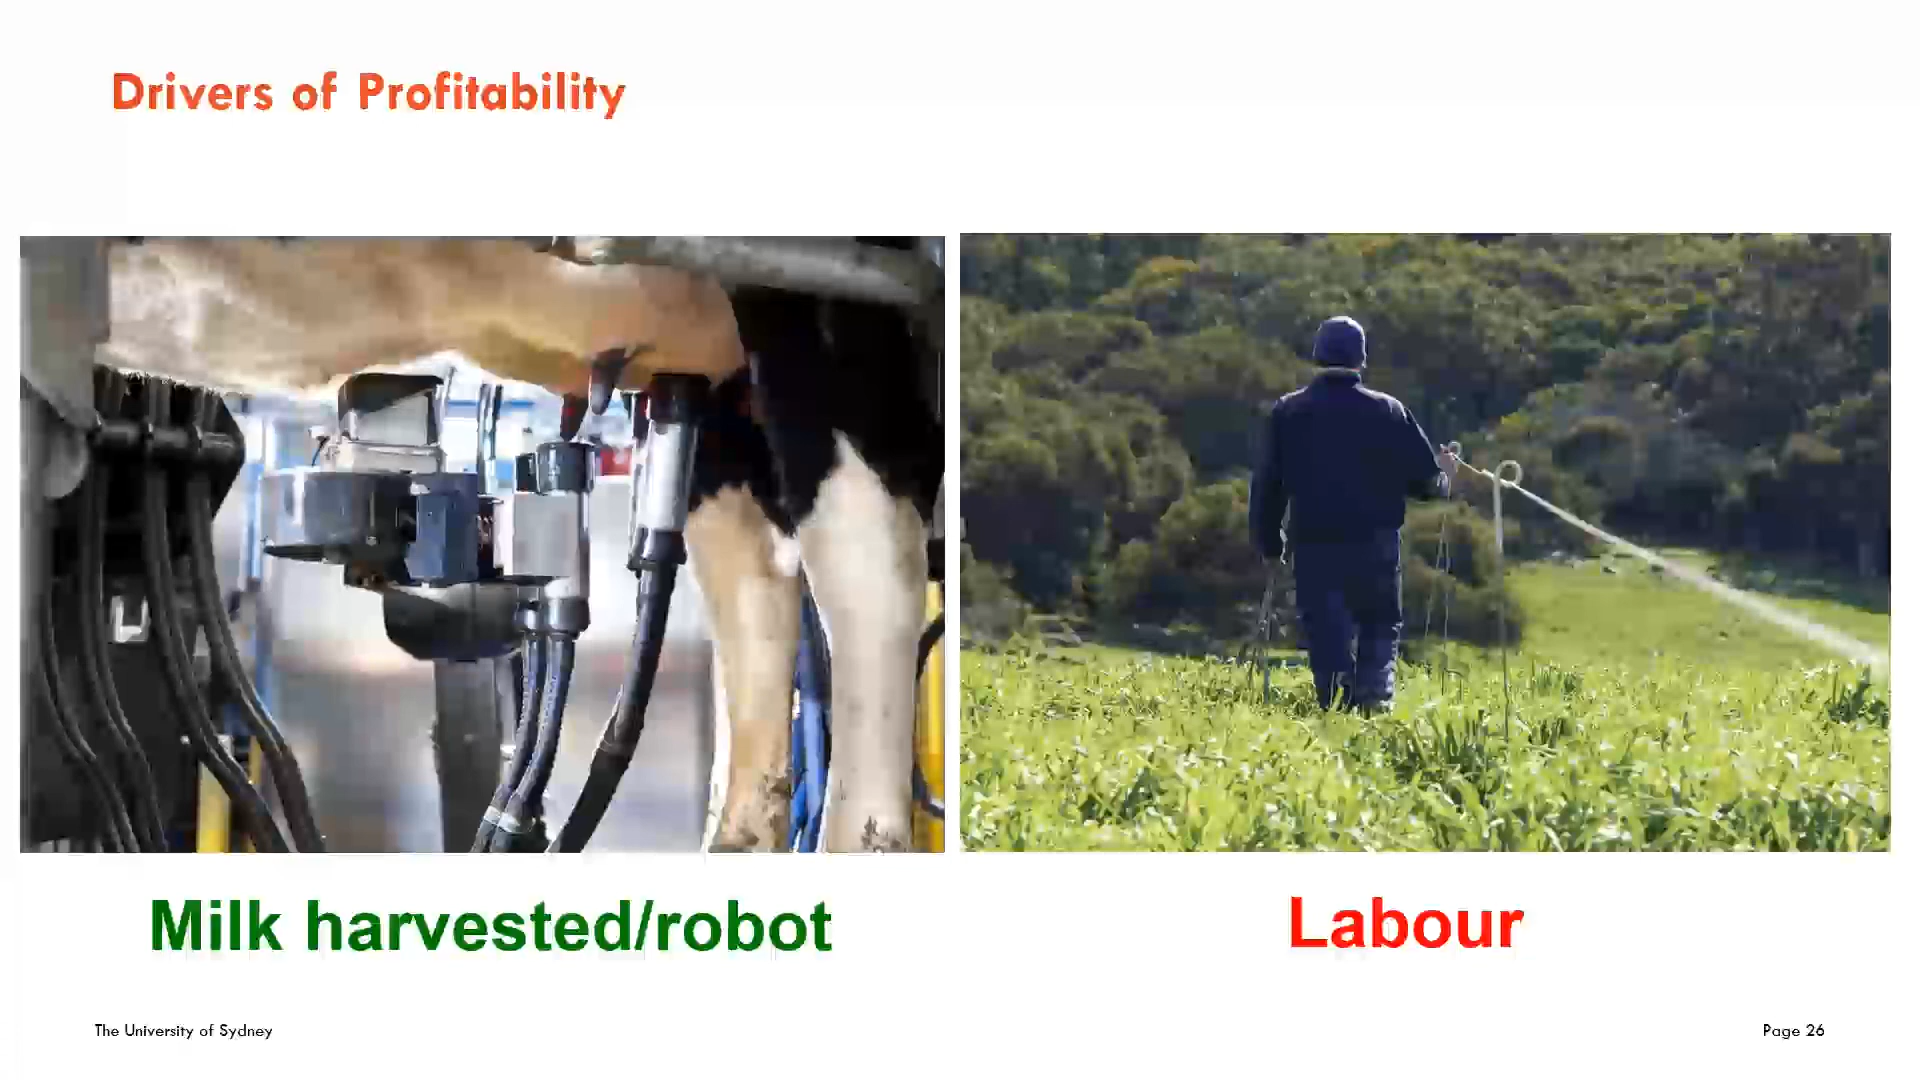 Drivers of Profitability
Milk harvested/robot
Labour
The University of Sydney
Page 26